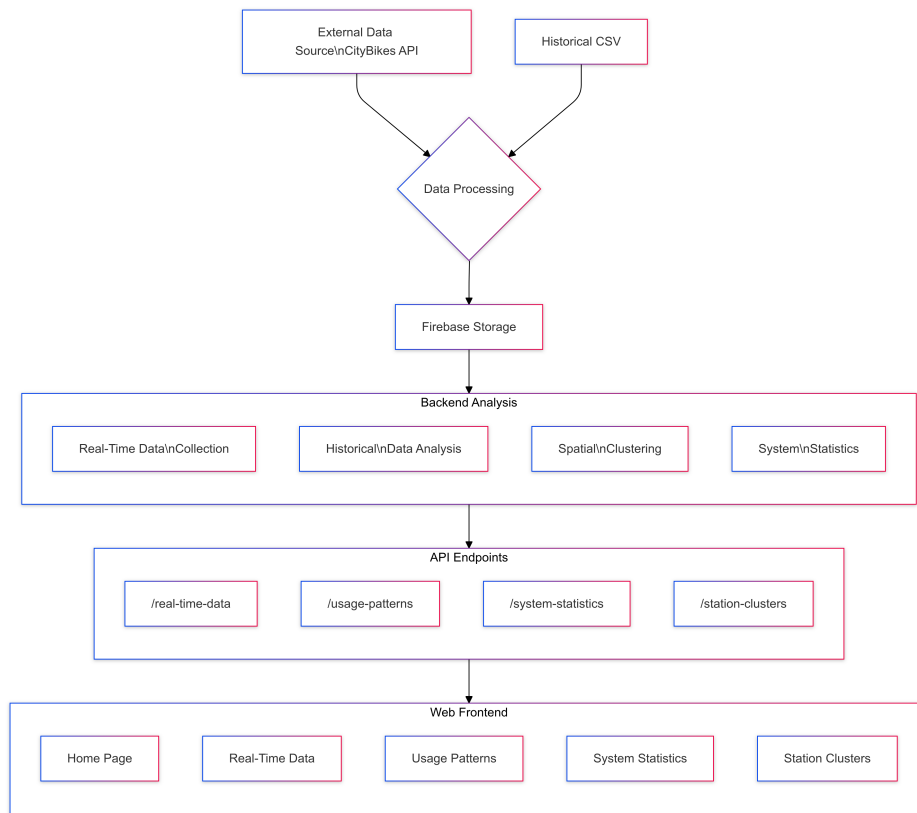 External Data
Source\nCityBikes API
Historical CSV
Data Processing
Firebase Storage
Backend Analysis
Real-Time Data\nCollection
Historical\nData Analysis
Spatial\nClustering
System\nStatistics
API Endpoints
/real-time-data
/usage-patterns
/system-statistics
/station-clusters
Web Frontend
Home Page
Real-Time Data
Usage Patterns
System Statistics
Station Clusters